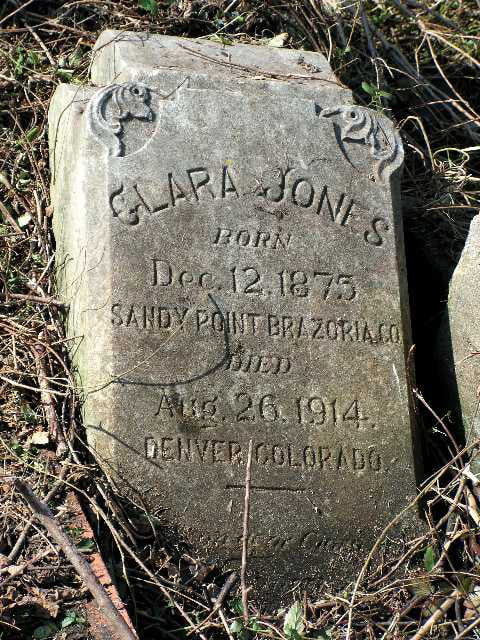 CLARA JONES
BORN
Dec. 12. 1875
SANDY POINT BRAZORIA.CO.
DIED
Aug. 26. 1914.
DENVER COLORADO.